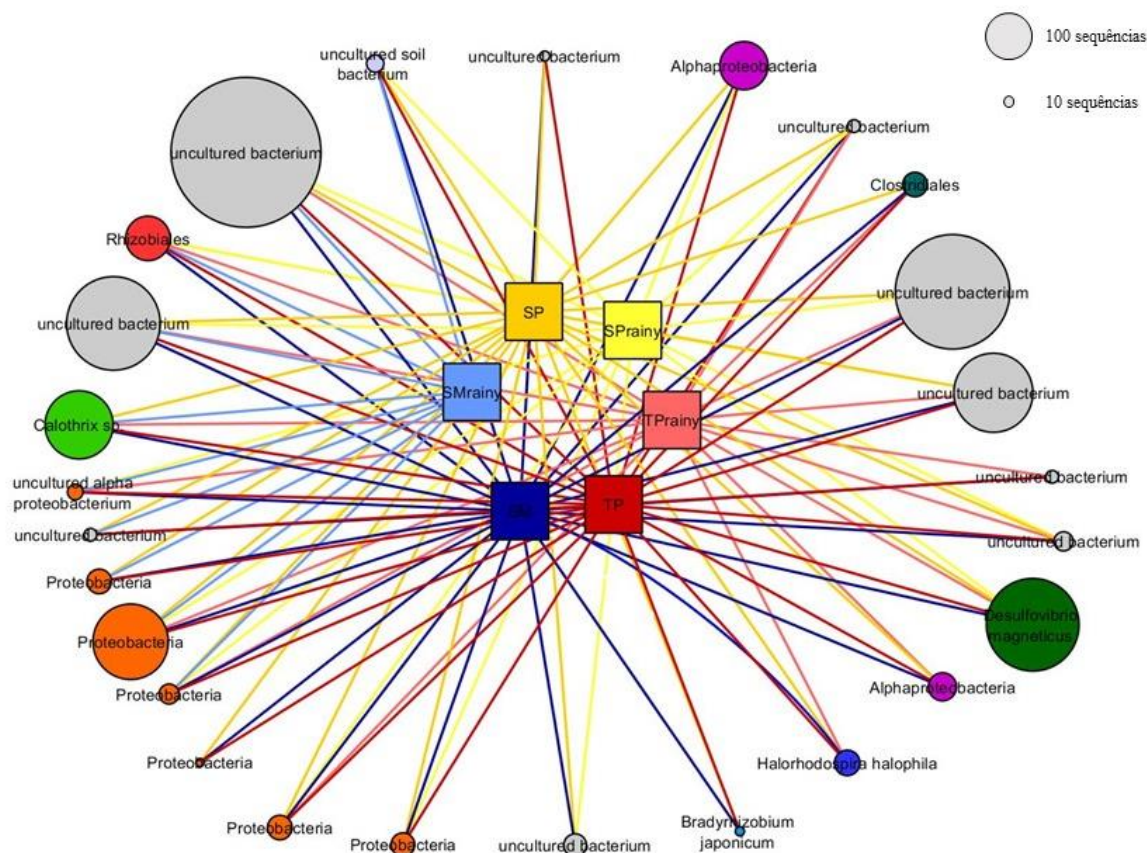 100 sequências
10 sequências
uncultured soil
bacterium
uncultured bacterium
Alphaproteobacteria
uncultured bacterium
uncultured bacterium
Clostridiales
Rhizobiales
uncultured bacterium
uncultured bacterium
SP
SPrainy
SMrainy
TPrainy
uncultured bacterium
Calothrix sp
uncultured alpha
proteobacterium
uncultured bacterium
SM
TP
uncultured bacterium
uncultured bacterium
Proteobacteria
Desulfovibrio
magneticus
Proteobacteria
Proteobacteria
Alphaproteobacteria
Proteobacteria
Halorhodospira halophila
Proteobacteria
Proteobacteria
uncultured bacterium
Bradyrhizobium
japonicum